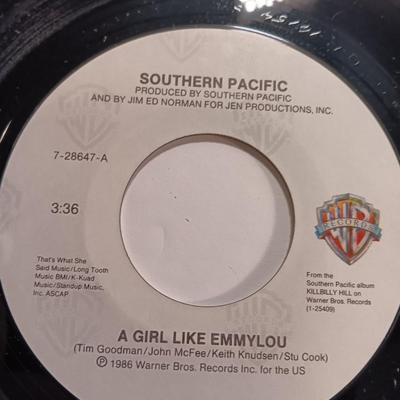 SOUTHERN PACIFIC
PRODUCED BY SOUTHERN PACIFIC
AND BY JIM ED NORMAN FOR JEN PRODUCTIONS, INC.
7-28647-A
3:36
That's What She
Said Music/Long Tooth
Music BMI/K-Kuad
Music/Standup Music,
Inc. ASCAP
WB
RECORDS
From the
Southern Pacific album
KILLBILLY HILL on
Warner Bros. Records
(1-25409)
A GIRL LIKE EMMYLOU
(Tim Goodman/John McFee/Keith Knudsen/Stu Cook)
Ⓟ 1986 Warner Bros. Records Inc. for the US